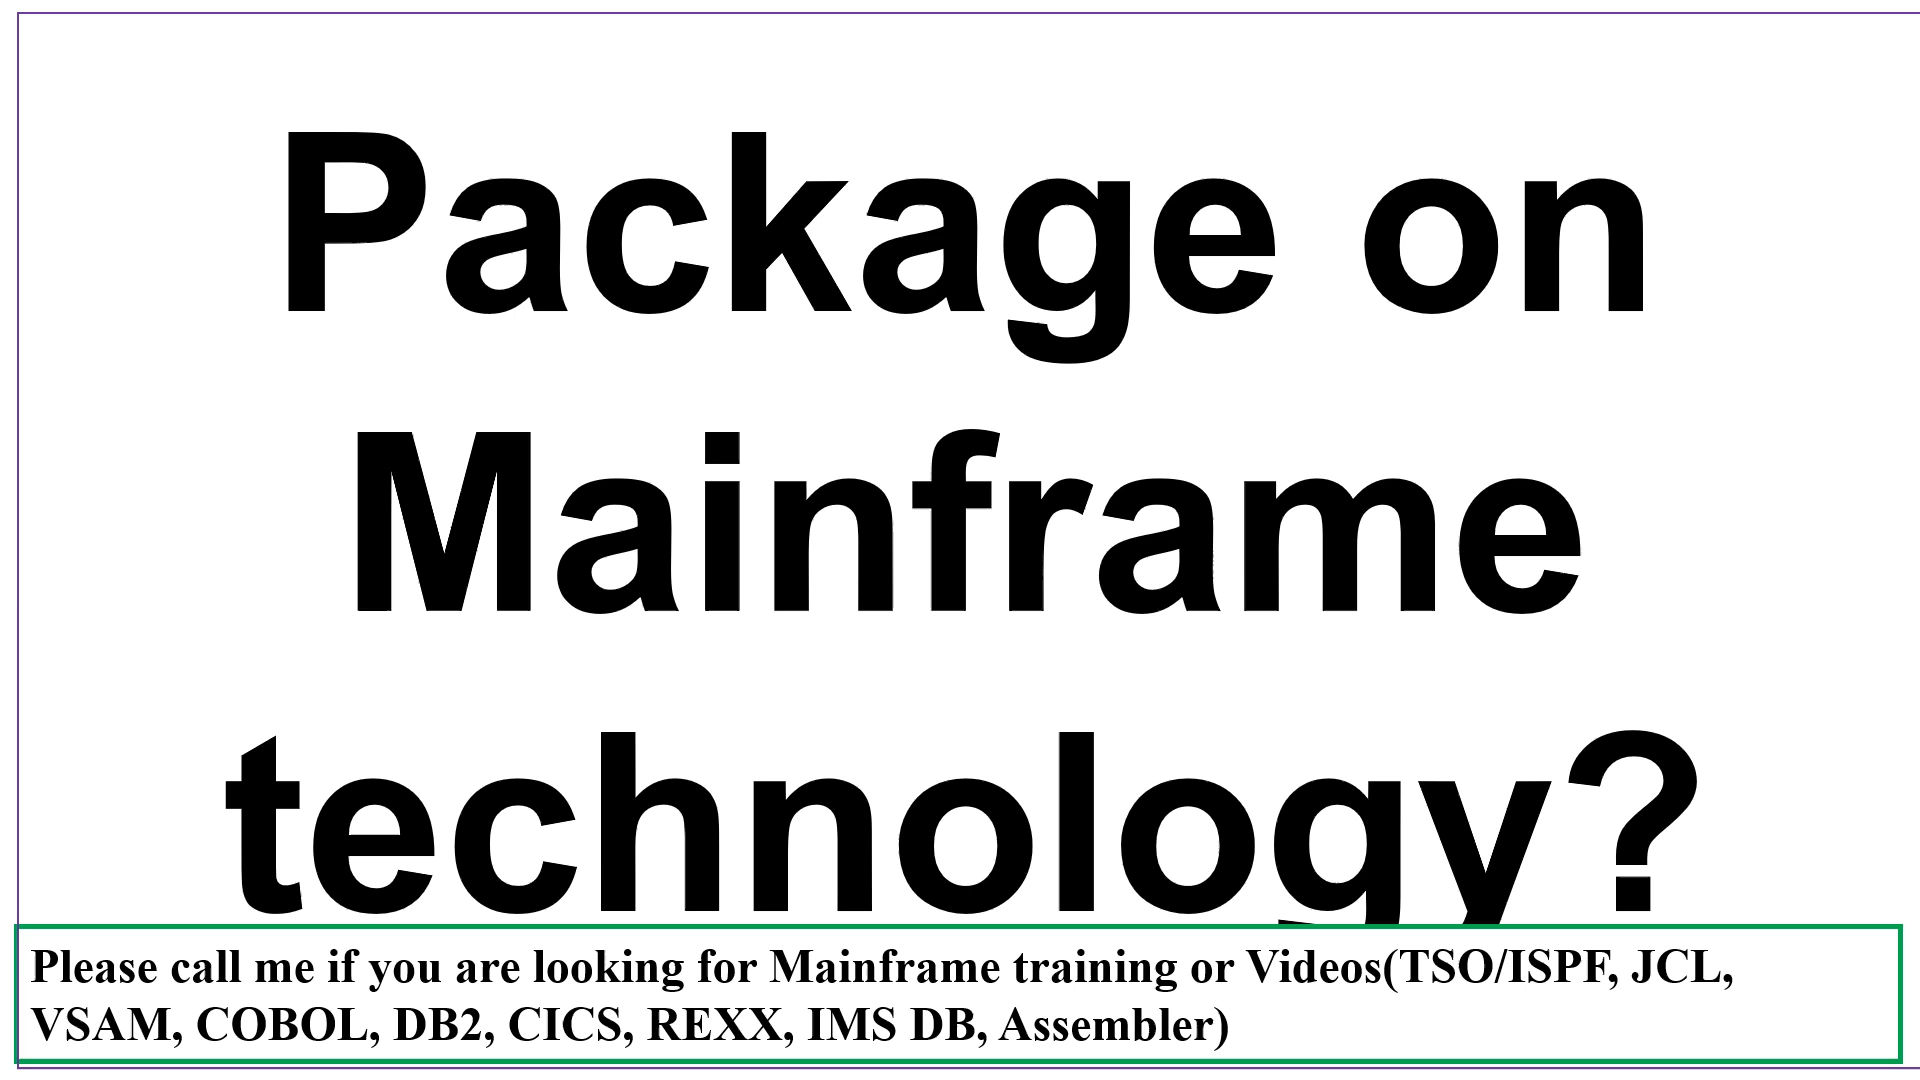 Package on
Mainframe
technology?
Please call me if you are looking for Mainframe training or Videos(TSO/ISPF, JCL,
VSAM, COBOL, DB2, CICS, REXX, IMS DB, Assembler)